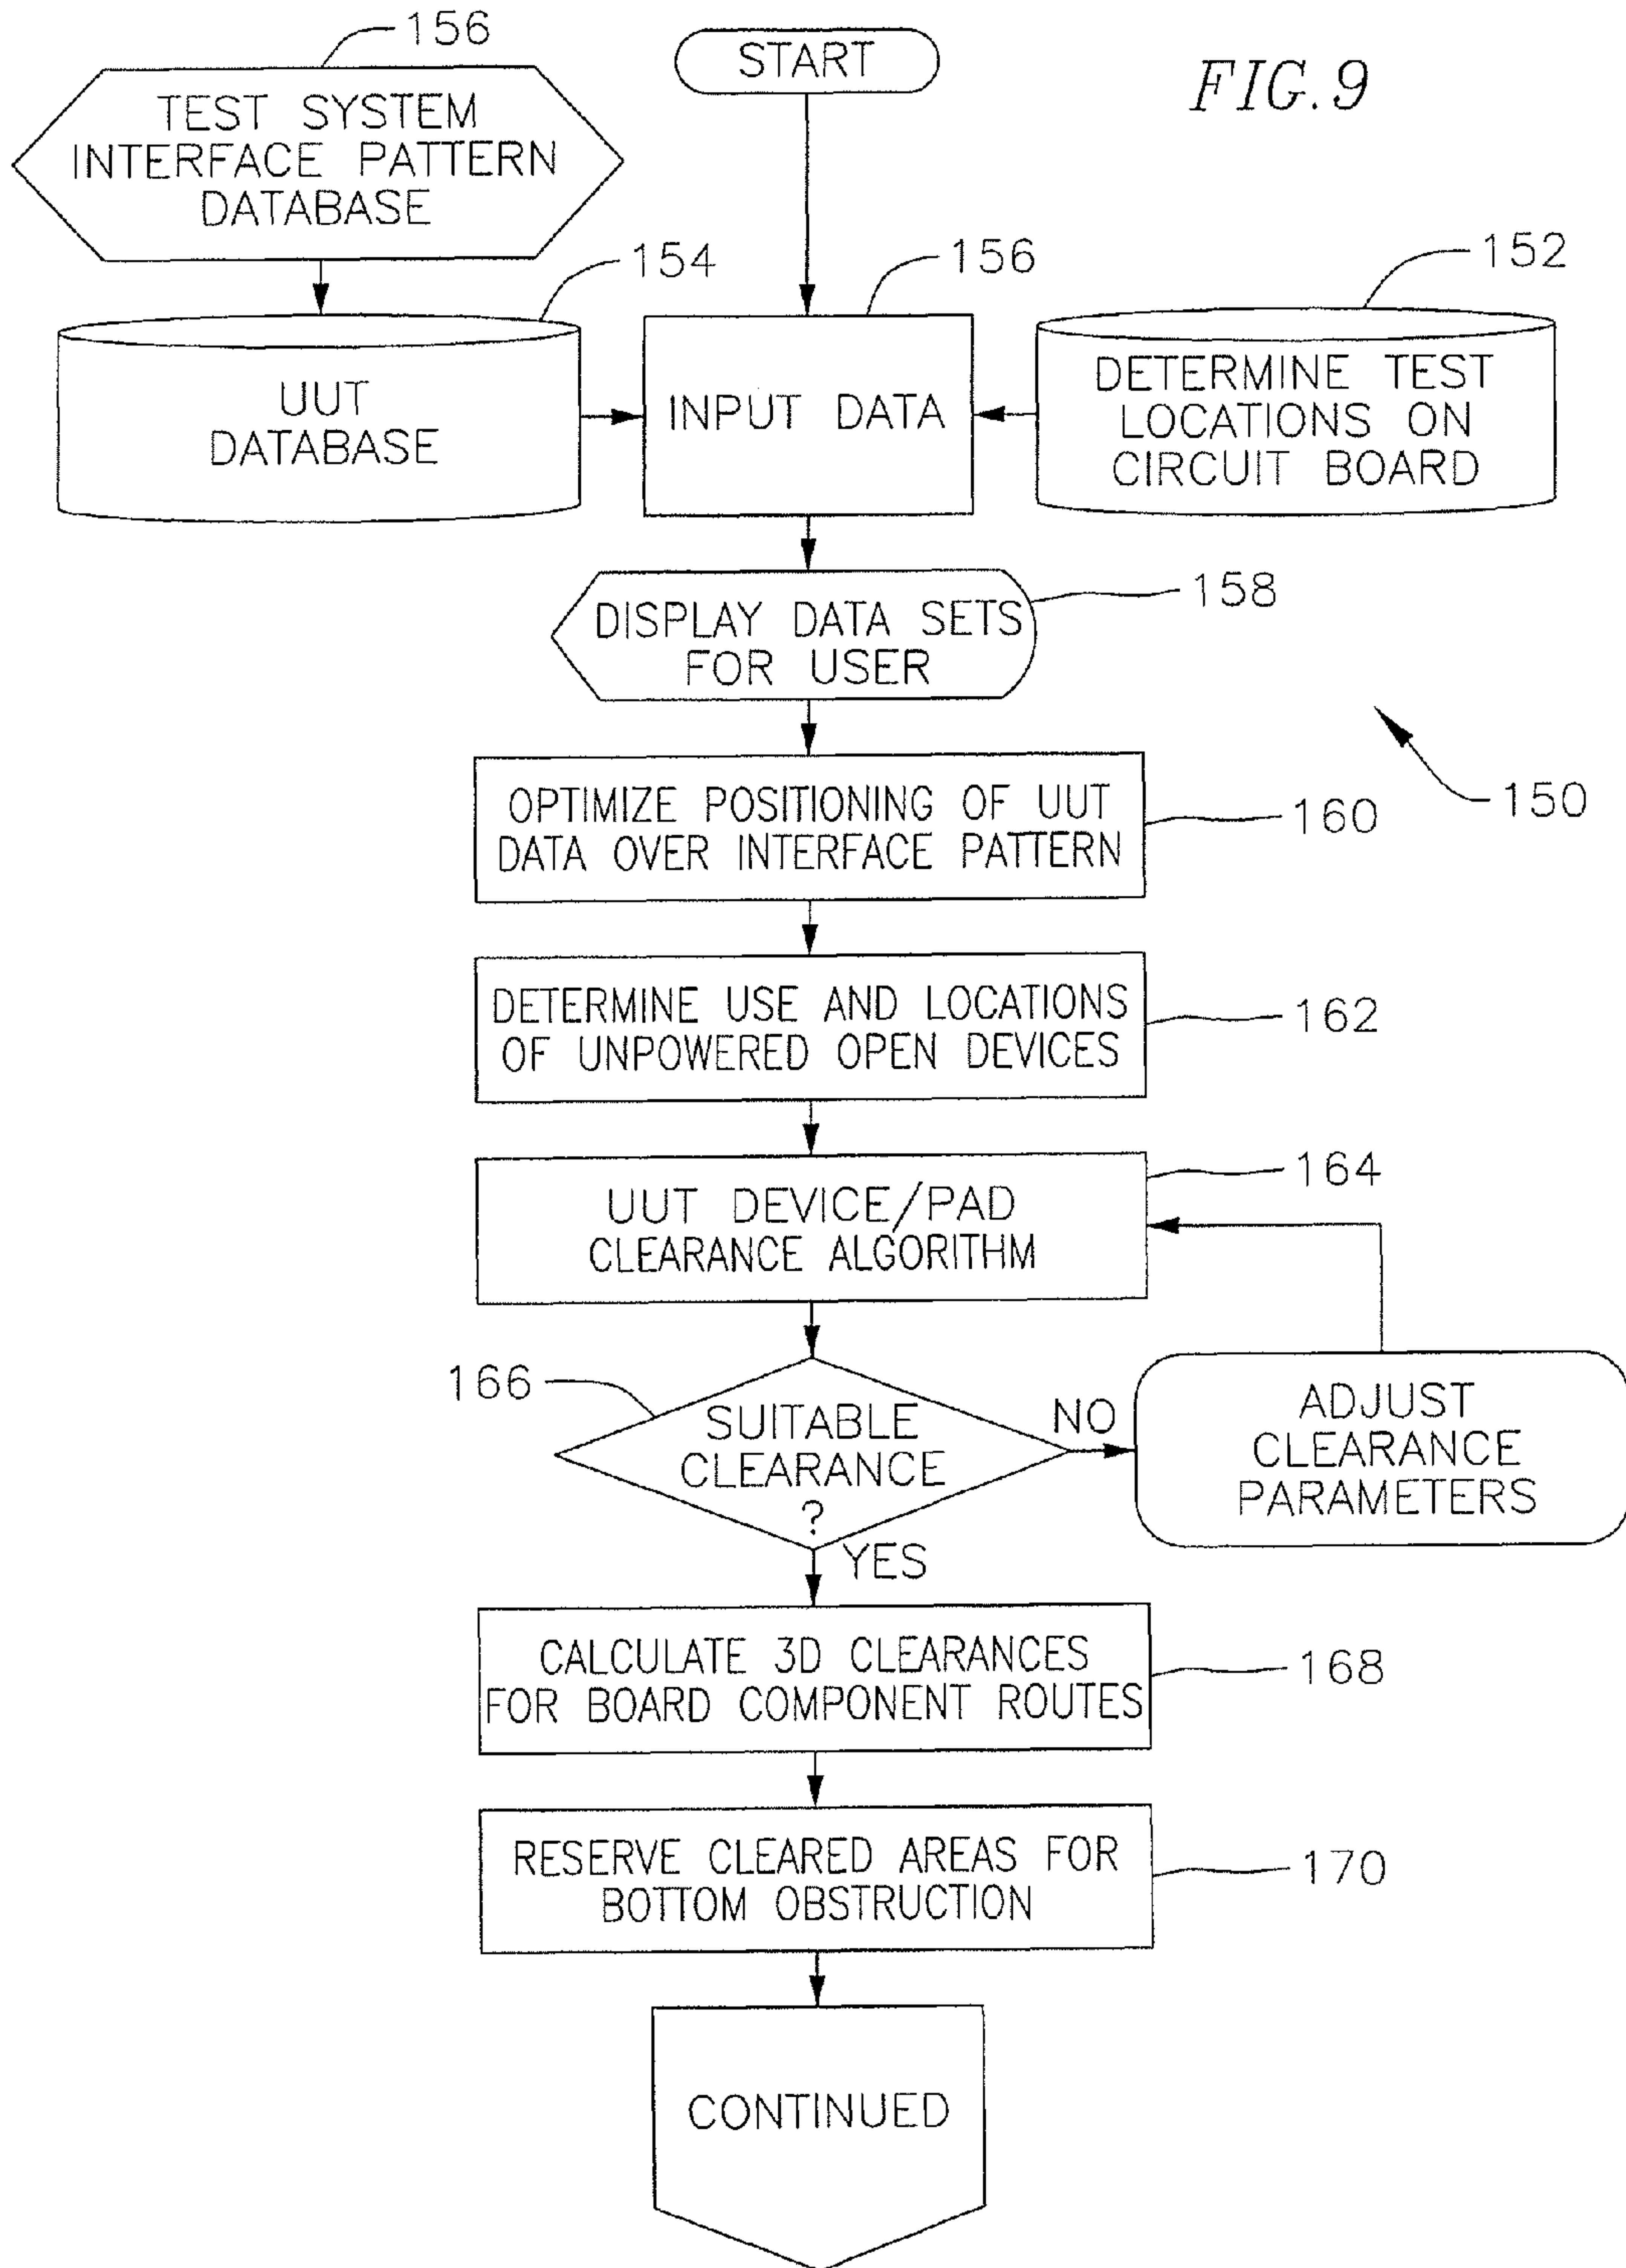 156
START
FIG. 9
TEST SYSTEM
INTERFACE PATTERN
DATABASE
154
156
152
UUT
DATABASE
INPUT DATA
DETERMINE TEST
LOCATIONS ON
CIRCUIT BOARD
DISPLAY DATA SETS
FOR USER
158
150
OPTIMIZE POSITIONING OF UUT
DATA OVER INTERFACE PATTERN
160
DETERMINE USE AND LOCATIONS
OF UNPOWERED OPEN DEVICES
162
UUT DEVICE/PAD
CLEARANCE ALGORITHM
164
166
SUITABLE
CLEARANCE
?
NO
ADJUST
CLEARANCE
PARAMETERS
YES
CALCULATE 3D CLEARANCES
FOR BOARD COMPONENT ROUTES
168
RESERVE CLEARED AREAS FOR
BOTTOM OBSTRUCTION
170
CONTINUED